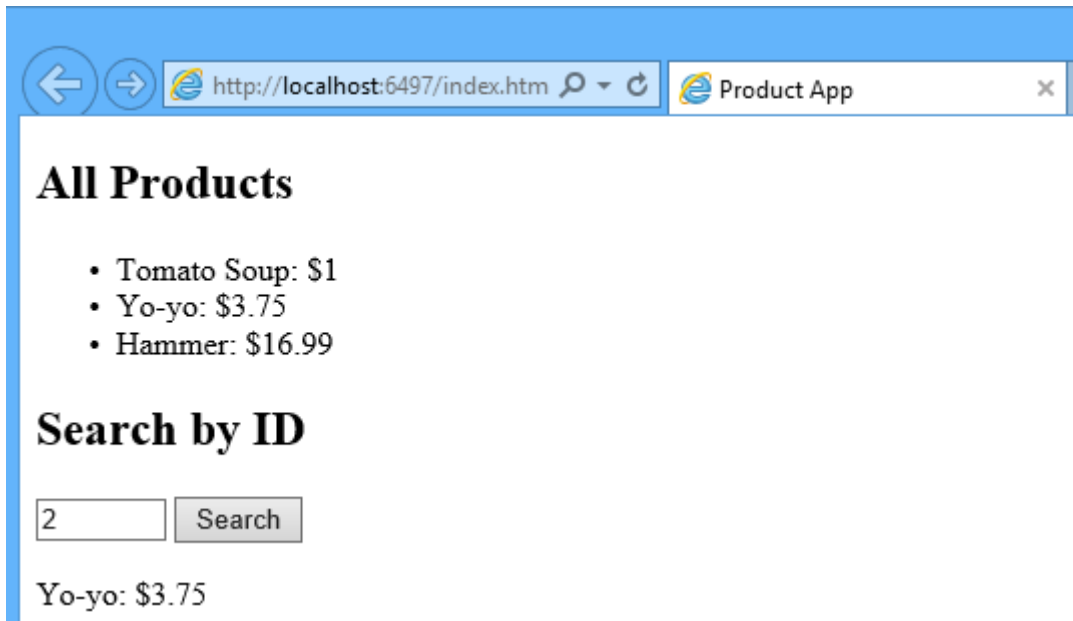 http://localhost:6497/index.htm
Product App
All Products
• Tomato Soup: $1
• Yo-yo: $3.75
• Hammer: $16.99
Search by ID
2
Search
Yo-yo: $3.75